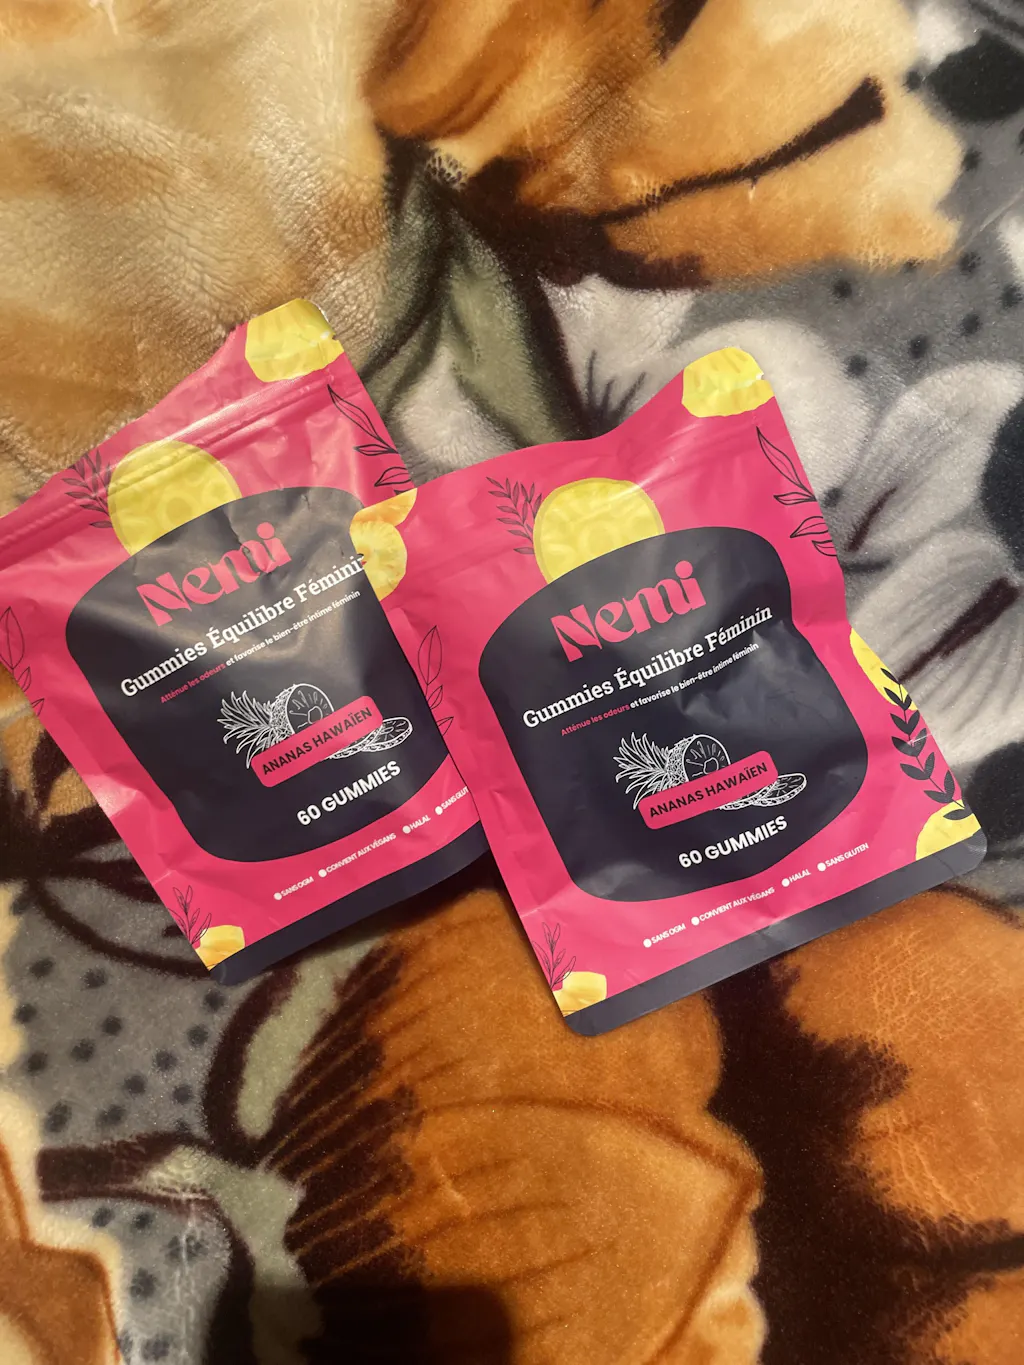 Nemi
Gummies Équilibre Fémini
Atténue les odeurs et favorise le bien-être intime féminin
ANANAS HAWAÏEN
60 GUMMIES
SANS OGM CONVIENT AUX VÉGANS HALAL SANS GLUT
Nemi
Gummies Équilibre Féminin
Atténue les odeurs et favorise le bien-être intime féminin
ANANAS HAWAÏEN
60 GUMMIES
SANS OGM CONVIENT AUX VÉGANS HALAL SANS GLUTEN